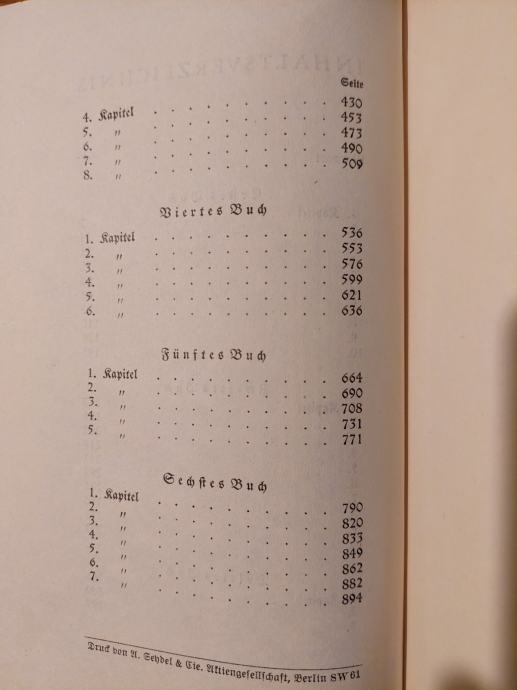 Seite
4. Kapitel . . . . . . . . . . 430
5. „ . . . . . . . . . . 453
6. „ . . . . . . . . . . 473
7. „ . . . . . . . . . . 490
8. „ . . . . . . . . . . 509
Viertes Buch
1. Kapitel . . . . . . . . . . 536
2. „ . . . . . . . . . . 553
3. „ . . . . . . . . . . 576
4. „ . . . . . . . . . . 599
5. „ . . . . . . . . . . 621
6. „ . . . . . . . . . . 636
Fünftes Buch
1. Kapitel . . . . . . . . . . 664
2. „ . . . . . . . . . . 690
3. „ . . . . . . . . . . 708
4. „ . . . . . . . . . . 731
5. „ . . . . . . . . . . 771
Sechstes Buch
1. Kapitel . . . . . . . . . . 790
2. „ . . . . . . . . . . 820
3. „ . . . . . . . . . . 833
4. „ . . . . . . . . . . 849
5. „ . . . . . . . . . . 862
6. „ . . . . . . . . . . 882
7. „ . . . . . . . . . . 894
Druck von A. Seydel & Cie. Aktiengesellschaft, Berlin SW 61